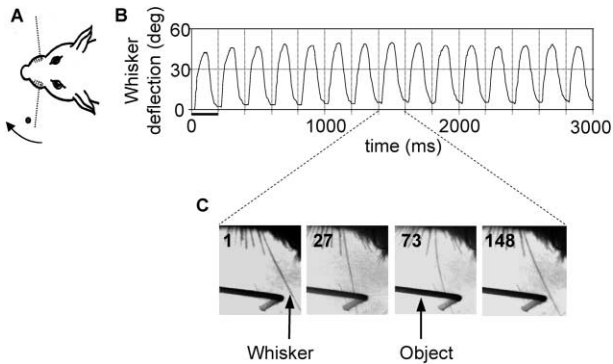 A
B
Whisker
deflection (deg)
60
30
0
0
1000
2000
3000
time (ms)
C
1
27
73
148
Whisker
Object